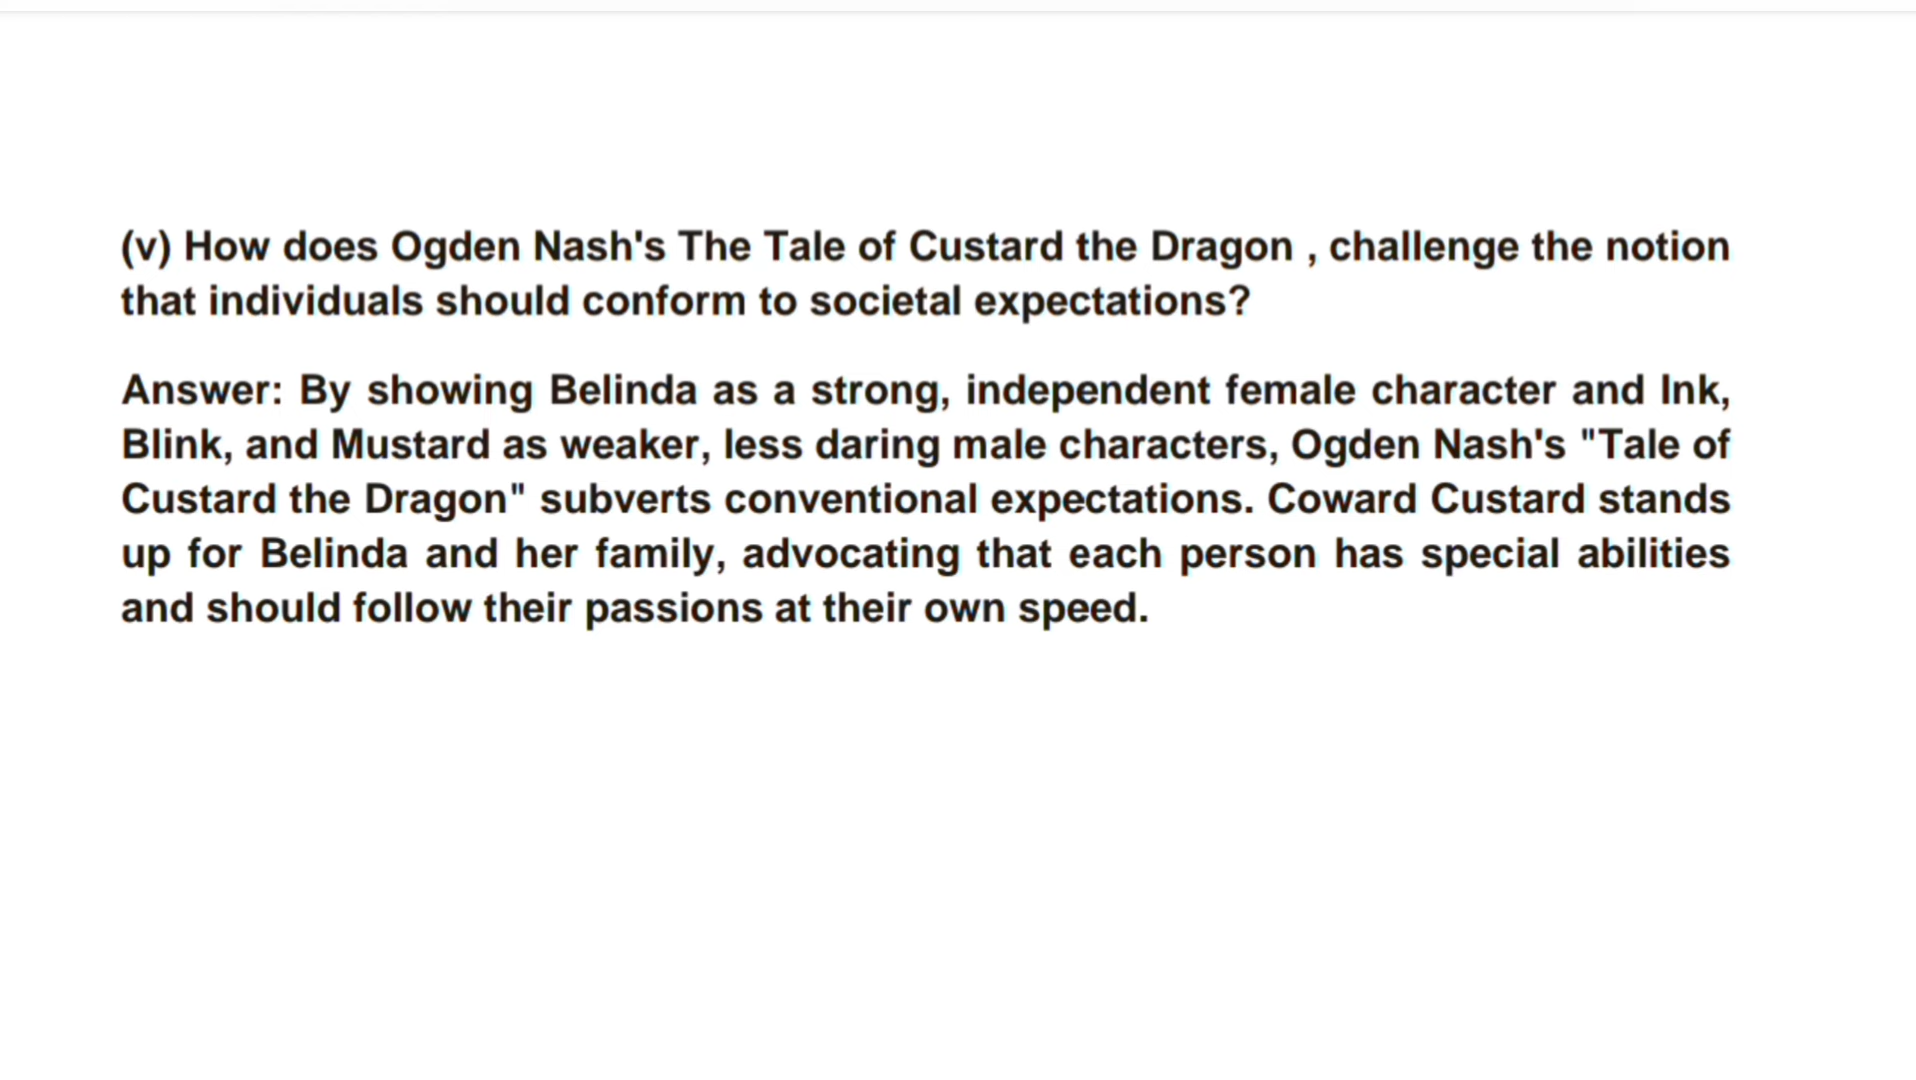 (v) How does Ogden Nash's The Tale of Custard the Dragon , challenge the notion
that individuals should conform to societal expectations?
Answer: By showing Belinda as a strong, independent female character and Ink,
Blink, and Mustard as weaker, less daring male characters, Ogden Nash's "Tale of
Custard the Dragon" subverts conventional expectations. Coward Custard stands
up for Belinda and her family, advocating that each person has special abilities
and should follow their passions at their own speed.